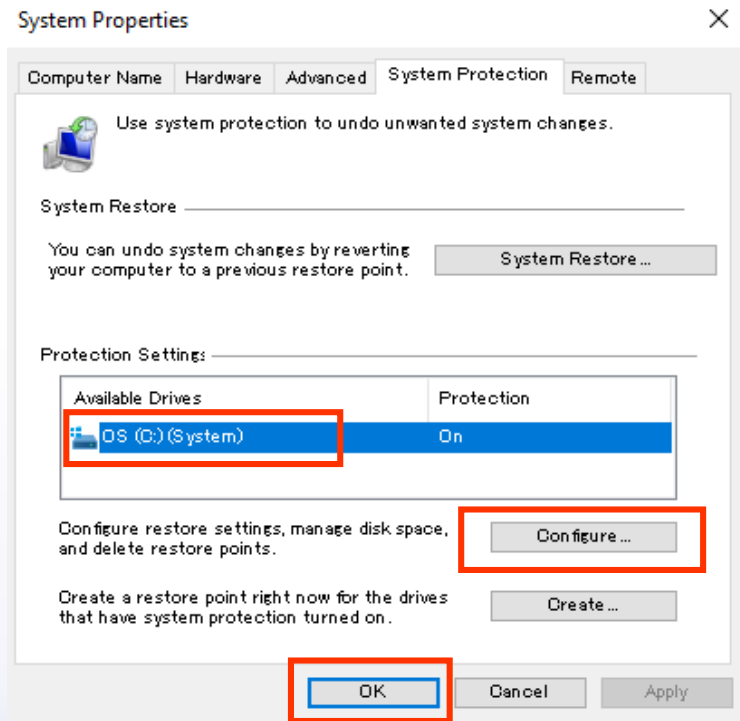 System Properties
Computer Name Hardware Advanced System Protection Remote
Use system protection to undo unwanted system changes.
System Restore
You can undo system changes by reverting
your computer to a previous restore point.
System Restore...
Protection Settings
Available Drives Protection
OS (C:) (System) On
Configure restore settings, manage disk space,
and delete restore points.
Configure...
Create a restore point right now for the drives
that have system protection turned on.
Create...
OK Cancel Apply